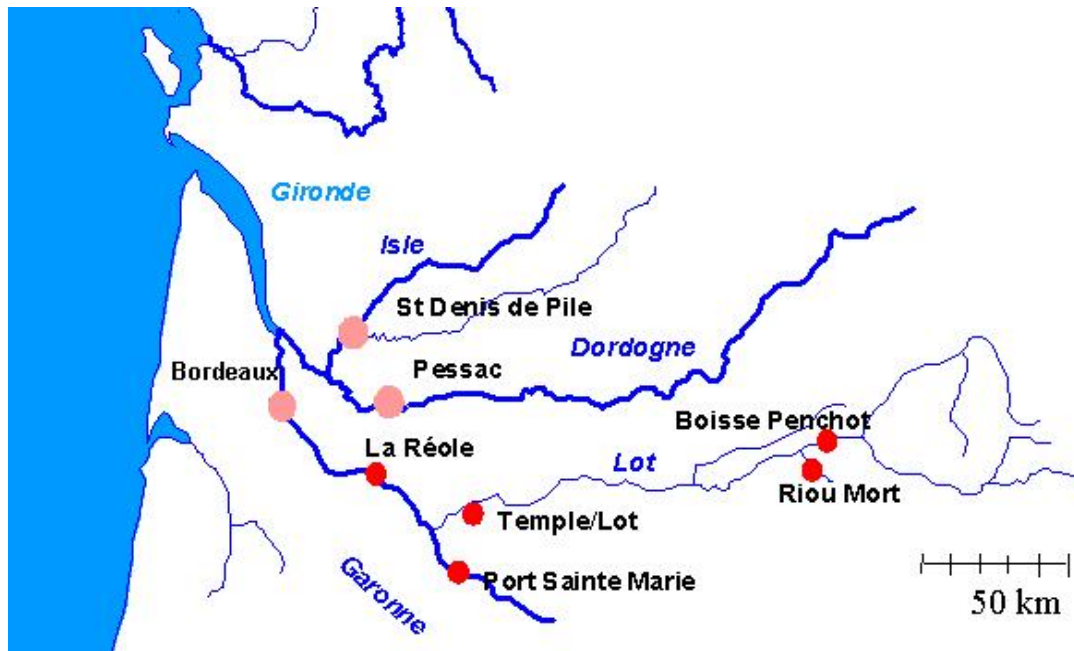 Gironde
Isle
St Denis de Pile
Dordogne
Bordeaux
Pessac
Boisse Penchot
La Réole
Lot
Riou Mort
Temple/Lot
Garonne
Port Sainte Marie
50 km